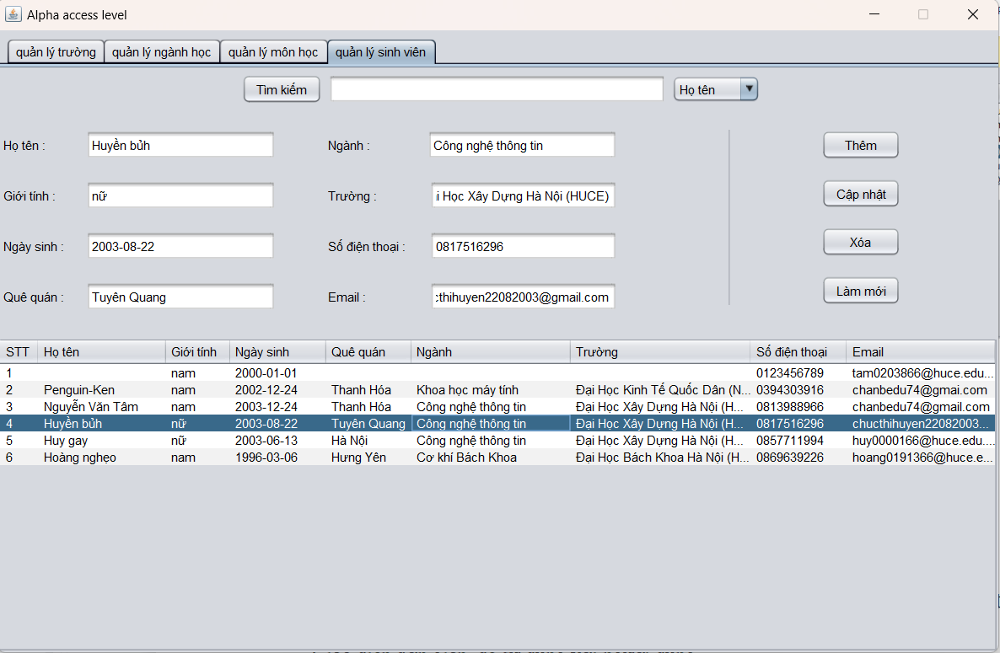 Alpha access level
quản lý trường quản lý ngành học quản lý môn học quản lý sinh viên
Tìm kiếm Họ tên
Họ tên : Huyền bủh Ngành : Công nghệ thông tin Thêm
Giới tính : nữ Trường : i Học Xây Dựng Hà Nội (HUCE) Cập nhật
Ngày sinh : 2003-08-22 Số điện thoại : 0817516296 Xóa
Quê quán : Tuyên Quang Email : :thihuyen22082003@gmail.com Làm mới
STT Họ tên Giới tính Ngày sinh Quê quán Ngành Trường Số điện thoại Email
1 nam 2000-01-01 0123456789 tam0203866@huce.edu...
2 Penguin-Ken nam 2002-12-24 Thanh Hóa Khoa học máy tính Đại Học Kinh Tế Quốc Dân (N... 0394303916 chanbedu74@gmai.com
3 Nguyễn Văn Tâm nam 2003-12-24 Thanh Hóa Công nghệ thông tin Đại Học Xây Dựng Hà Nội (H... 0813988966 chanbedu74@gmail.com
4 Huyền bủh nữ 2003-08-22 Tuyên Quang Công nghệ thông tin Đại Học Xây Dựng Hà Nội (H... 0817516296 chucthihuyen22082003...
5 Huy gay nữ 2003-06-13 Hà Nội Công nghệ thông tin Đại Học Xây Dựng Hà Nội (H... 0857711994 huy0000166@huce.edu....
6 Hoàng nghẹo nam 1996-03-06 Hưng Yên Cơ khí Bách Khoa Đại Học Bách Khoa Hà Nội (H... 0869639226 hoang0191366@huce.e...